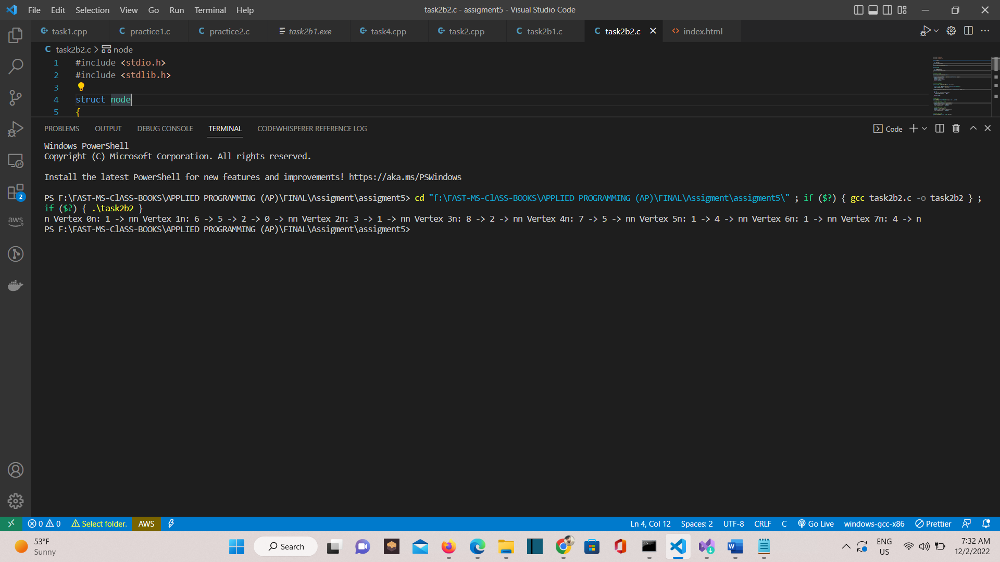 File Edit Selection View Go Run Terminal Help
task2b2.c - assigment5 - Visual Studio Code
task1.cpp
practice1.c
practice2.c
task2b1.exe
task4.cpp
task2.cpp
task2b1.c
task2b2.c
index.html
task2b2.c > node
1 #include <stdio.h>
2 #include <stdlib.h>
3
4 struct node
5 {
PROBLEMS OUTPUT DEBUG CONSOLE TERMINAL CODEWHISPERER REFERENCE LOG
Code
Windows PowerShell
Copyright (C) Microsoft Corporation. All rights reserved.
Install the latest PowerShell for new features and improvements! https://aka.ms/PSWindows
PS F:\FAST-MS-ClASS-BOOKS\APPLIED PROGRAMMING (AP)\FINAL\Assigment\assigment5> cd "f:\FAST-MS-ClASS-BOOKS\APPLIED PROGRAMMING (AP)\FINAL\Assigment\assigment5\" ; if ($?) { gcc task2b2.c -o task2b2 } ;
if ($?) { .\task2b2 }
n Vertex 0n: 1 -> nn Vertex 1n: 6 -> 5 -> 2 -> 0 -> nn Vertex 2n: 3 -> 1 -> nn Vertex 3n: 8 -> 2 -> nn Vertex 4n: 7 -> 5 -> nn Vertex 5n: 1 -> 4 -> nn Vertex 6n: 1 -> nn Vertex 7n: 4 -> n
PS F:\FAST-MS-ClASS-BOOKS\APPLIED PROGRAMMING (AP)\FINAL\Assigment\assigment5>
2
aws
0 0 Select folder. AWS
Ln 4, Col 12 Spaces: 2 UTF-8 CRLF C Go Live windows-gcc-x86 Prettier
53°F
Sunny
Search
ENG
US
7:32 AM
12/2/2022